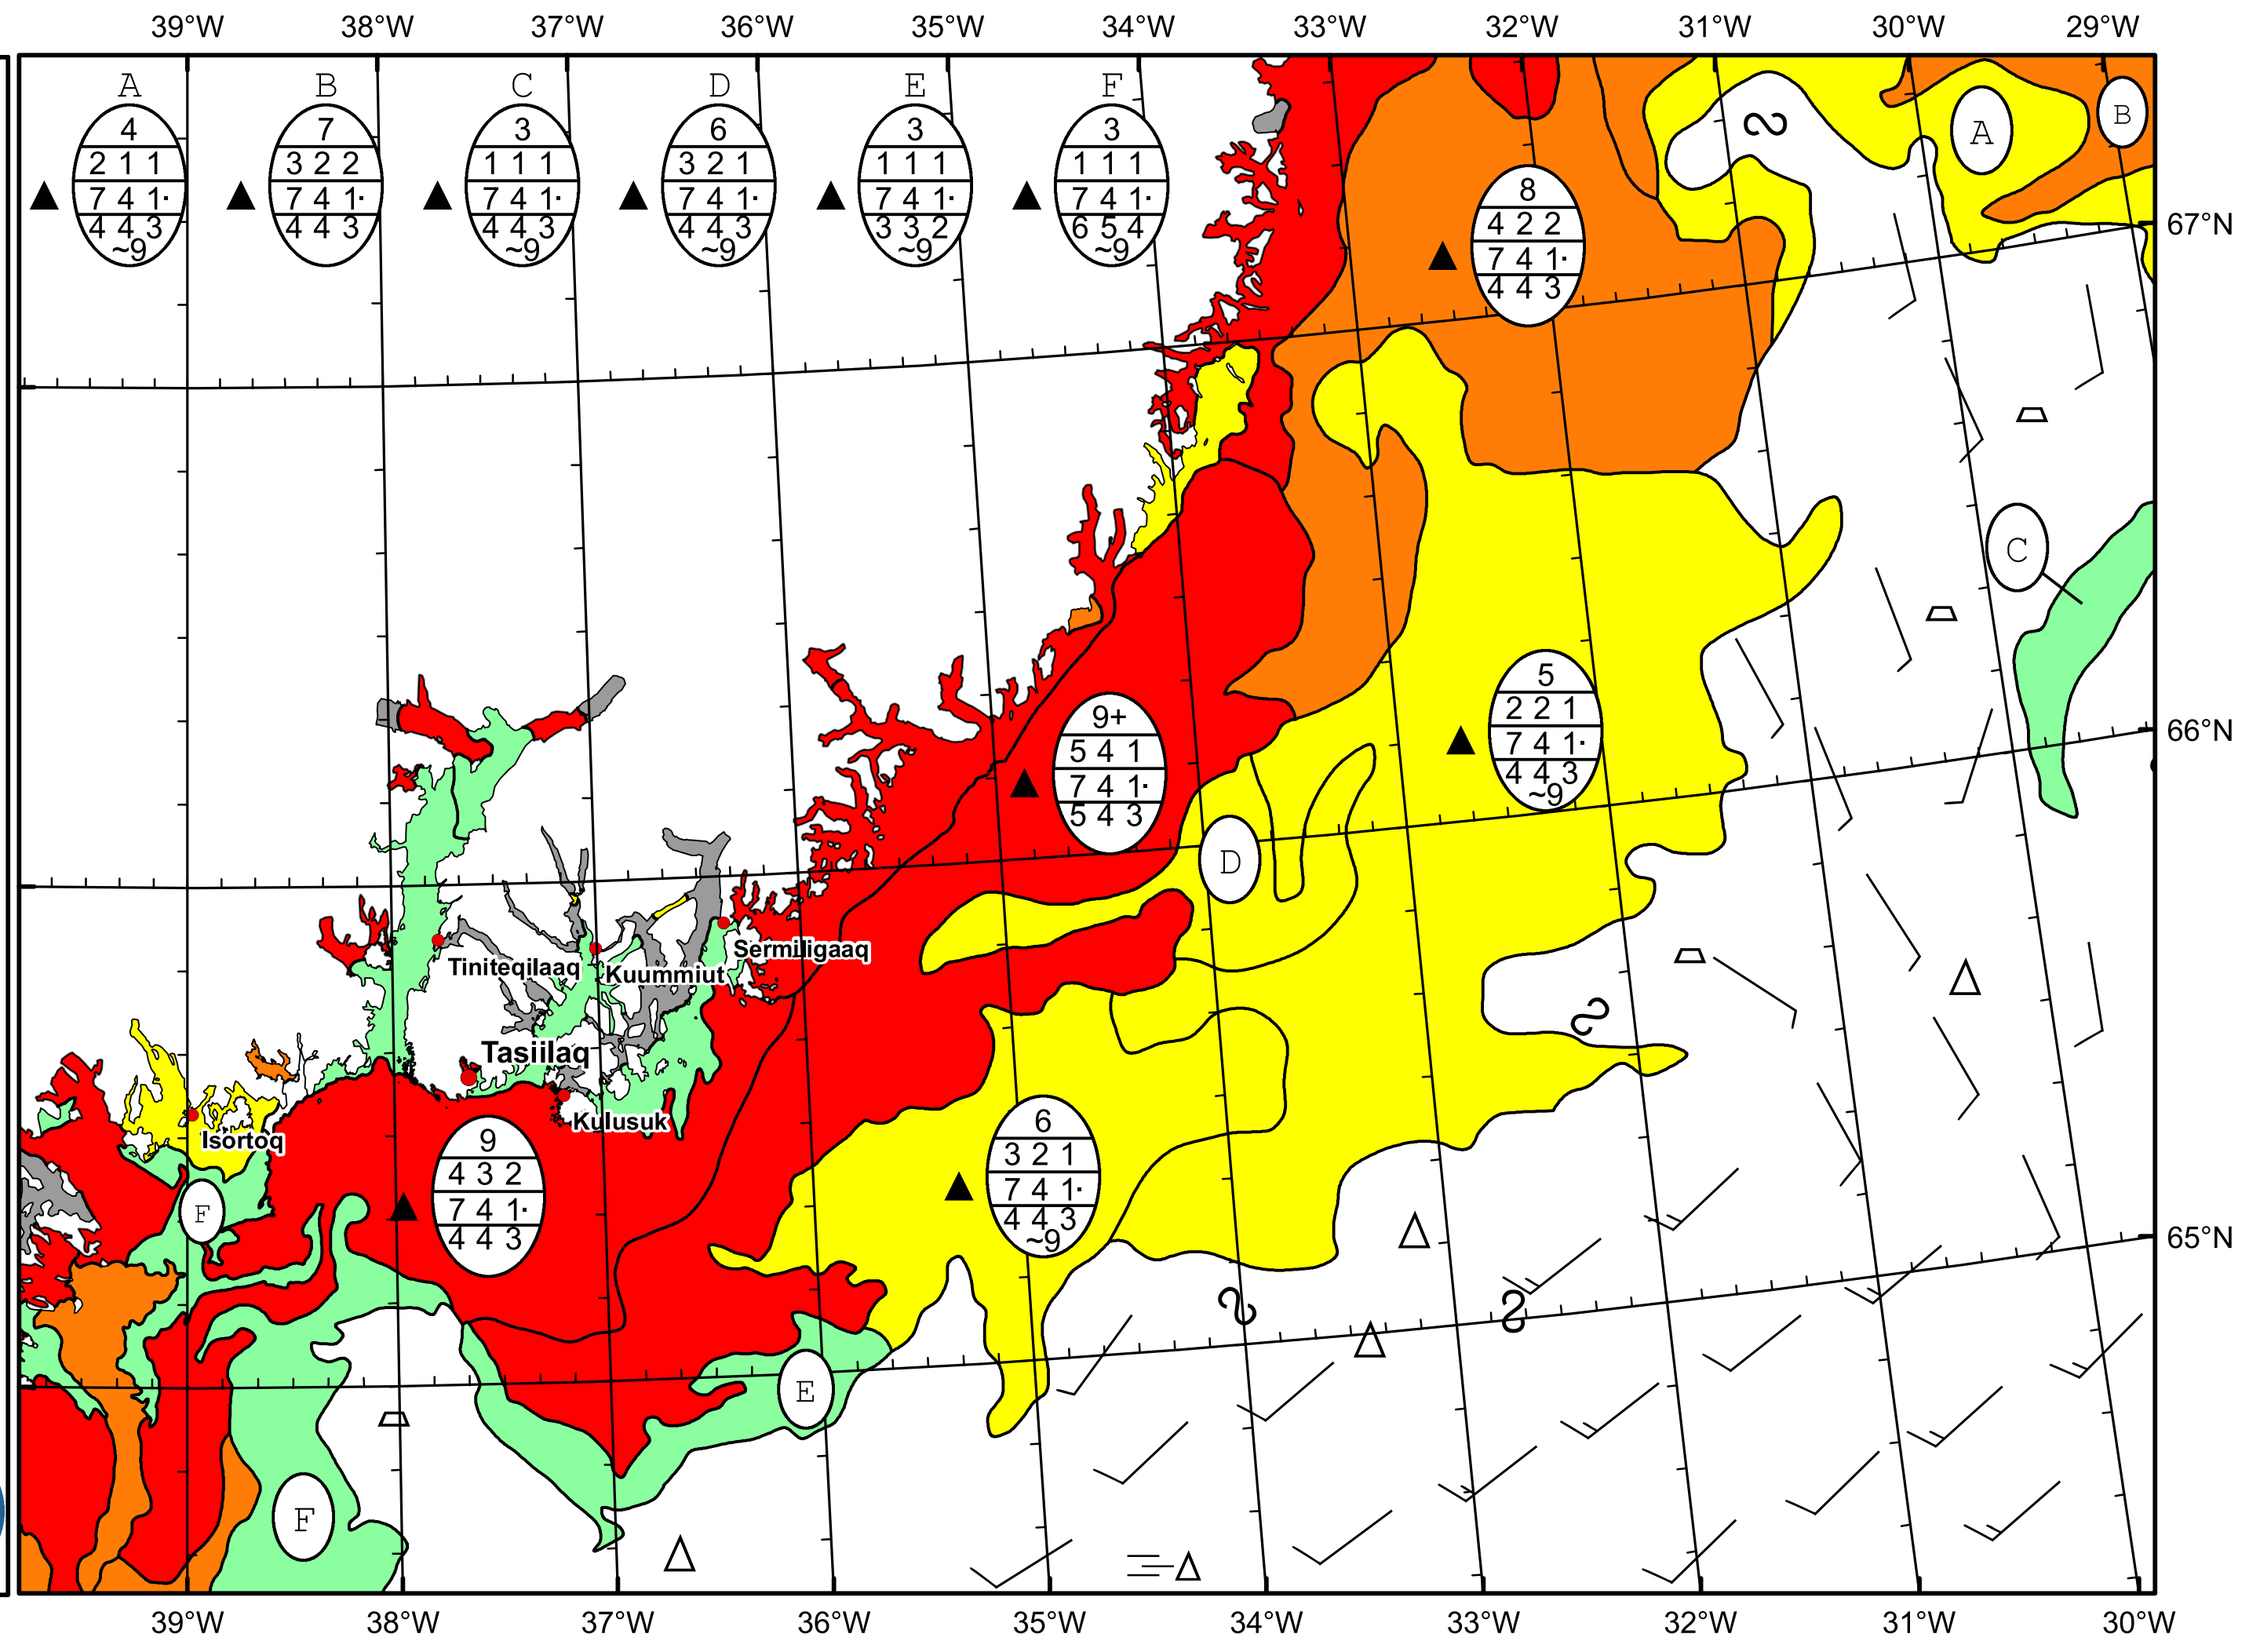 39°W 38°W 37°W 36°W 35°W 34°W 33°W 32°W 31°W 30°W 29°W
A B C D E F
4 7 3 6 3 3
2 1 1 3 2 2 1 1 1 3 2 1 1 1 1 1 1 1
7 4 1· 7 4 1· 7 4 1· 7 4 1· 7 4 1· 7 4 1·
4 4 3 4 4 3 4 4 3 4 4 3 3 3 2 6 5 4
~9 ~9 ~9 ~9 ~9
B
A
8
4 2 2
7 4 1·
4 4 3
67°N
C
5
2 2 1
7 4 1·
4 4 3
~9
66°N
9+
5 4 1
7 4 1·
5 4 3
D
Sermiligaaq
Tiniteqilaaq
Kuummiut
Tasiilaq
Kulusuk
Isortoq
9
4 3 2
7 4 1·
4 4 3
6
3 2 1
7 4 1·
4 4 3
~9
F
65°N
E
F
39°W 38°W 37°W 36°W 35°W 34°W 33°W 32°W 31°W 30°W